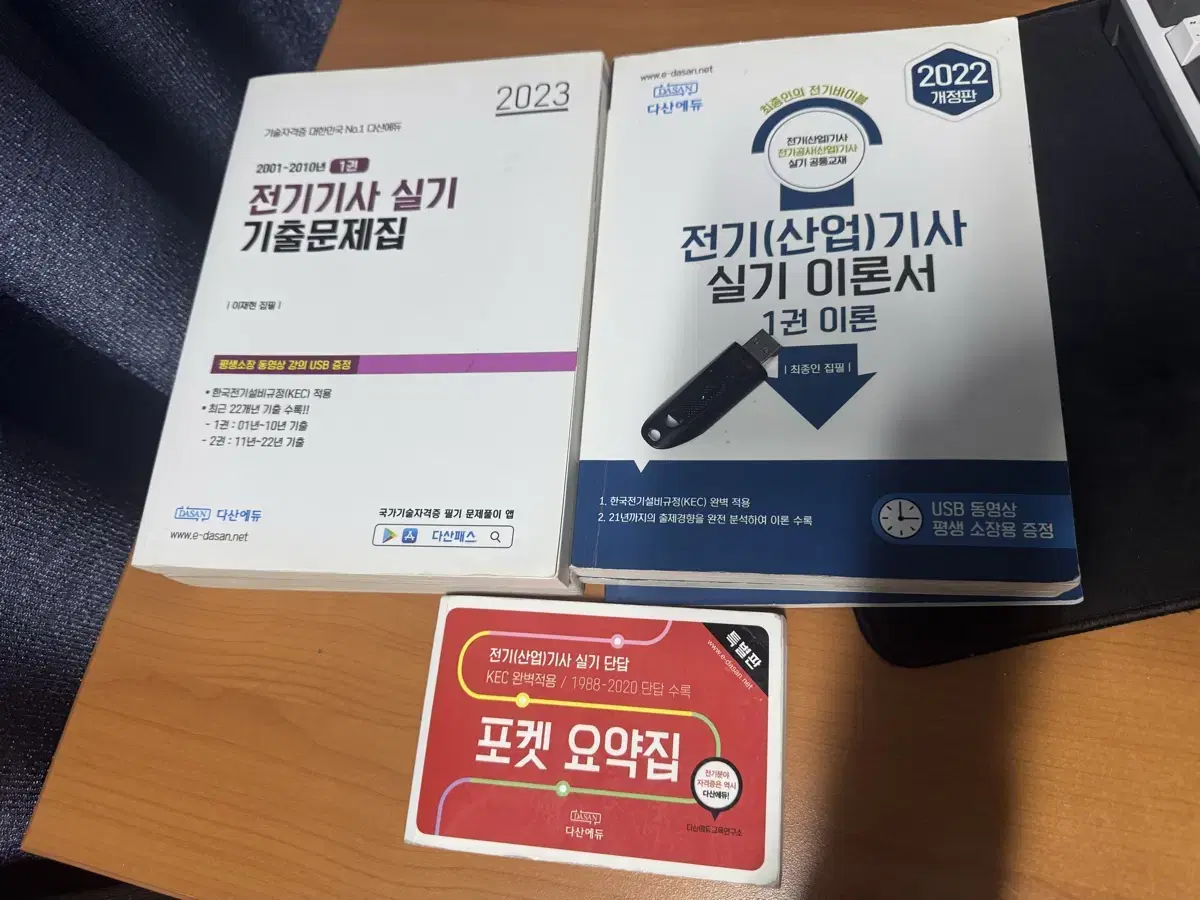 2023
기술자격증 대한민국 No.1 다산에듀
2001-2010년 1권
전기기사 실기
기출문제집
| 이재현 집필 |
평생소장 동영상 강의 USB 증정
• 한국전기설비규정(KEC) 적용
• 최근 22개년 기출 수록!!
- 1권 : 01년~10년 기출
- 2권 : 11년~22년 기출
DASAN 다산에듀
www.e-dasan.net
국가기술자격증 필기 문제풀이 앱
다산패스
www.e-dasan.net
DASAN
다산에듀
2022
개정판
최종인의 전기바이블
전기(산업)기사
전기공사(산업)기사
실기 공통교재
전기(산업)기사
실기 이론서
1권 이론
| 최종인 집필 |
1. 한국전기설비규정(KEC) 완벽 적용
2. 21년까지의 출제경향을 완전 분석하여 이론 수록
USB 동영상
평생 소장용 증정
특별판
www.e-dasan.net
전기(산업)기사 실기 단답
KEC 완벽적용 / 1988-2020 단답 수록
포켓 요약집
전기분야
자격증은 역시
다산에듀!
DASAN
다산에듀
다산에듀교육연구소